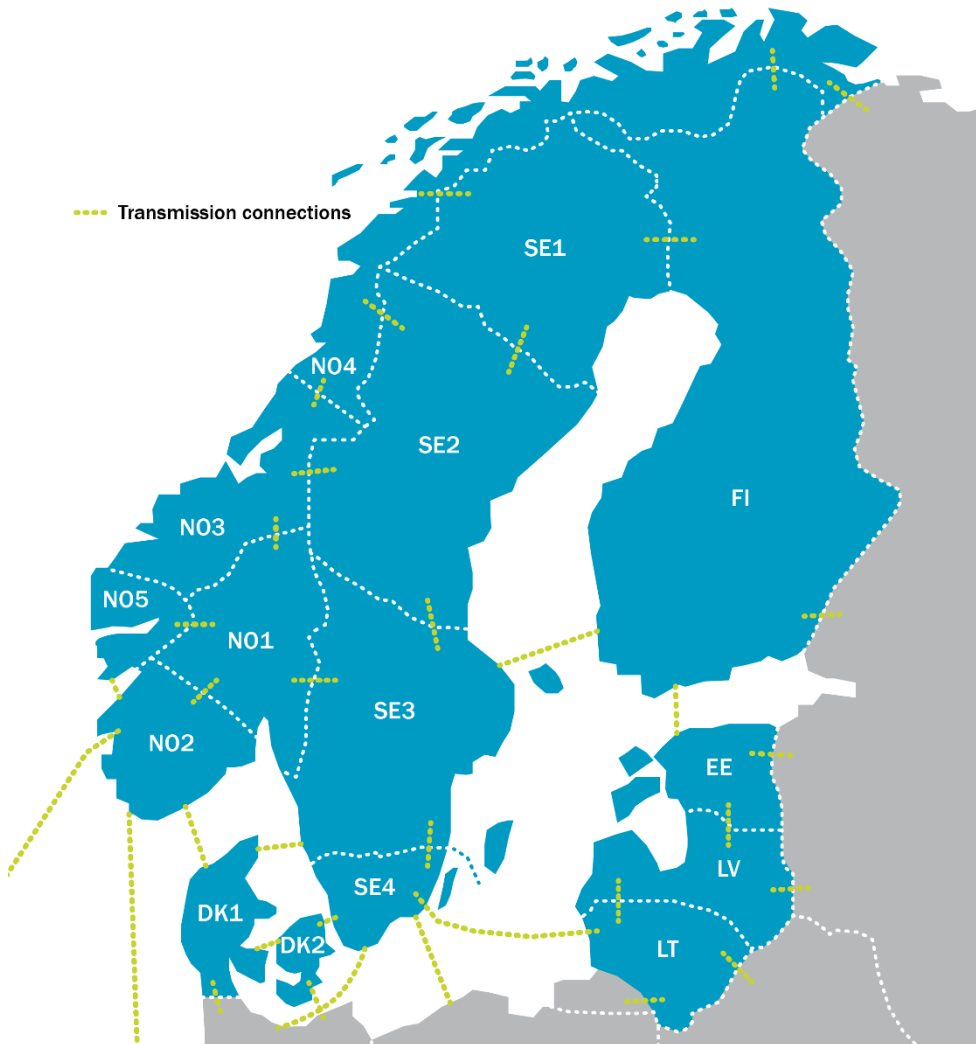 Transmission connections
SE1
NO4
SE2
FI
NO3
NO5
NO1
SE3
NO2
EE
LV
SE4
DK1
DK2
LT